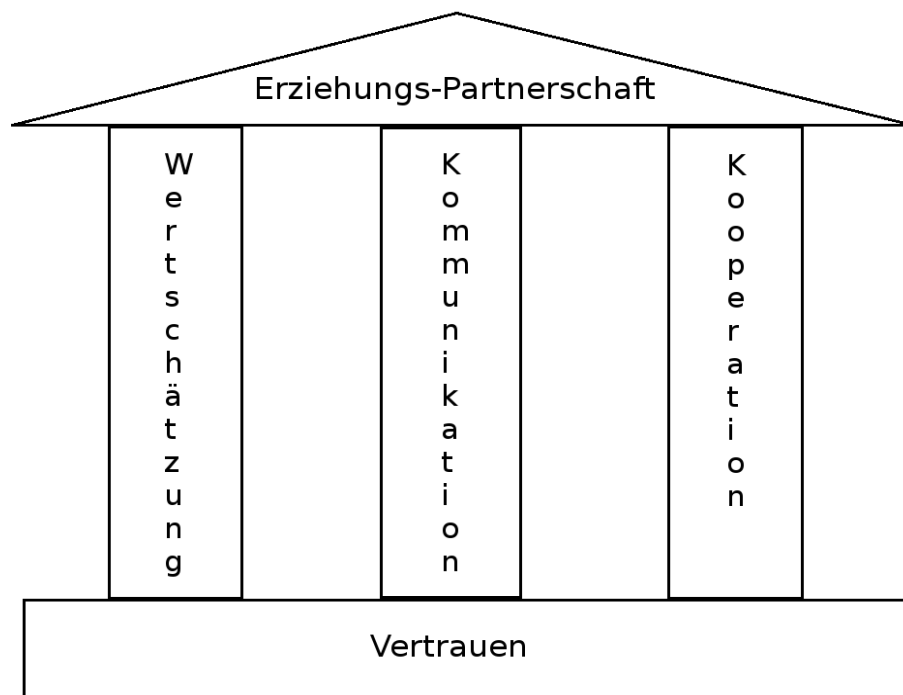 Erziehungs-Partnerschaft
Wertschätzung
Kommunikation
Kooperation
Vertrauen